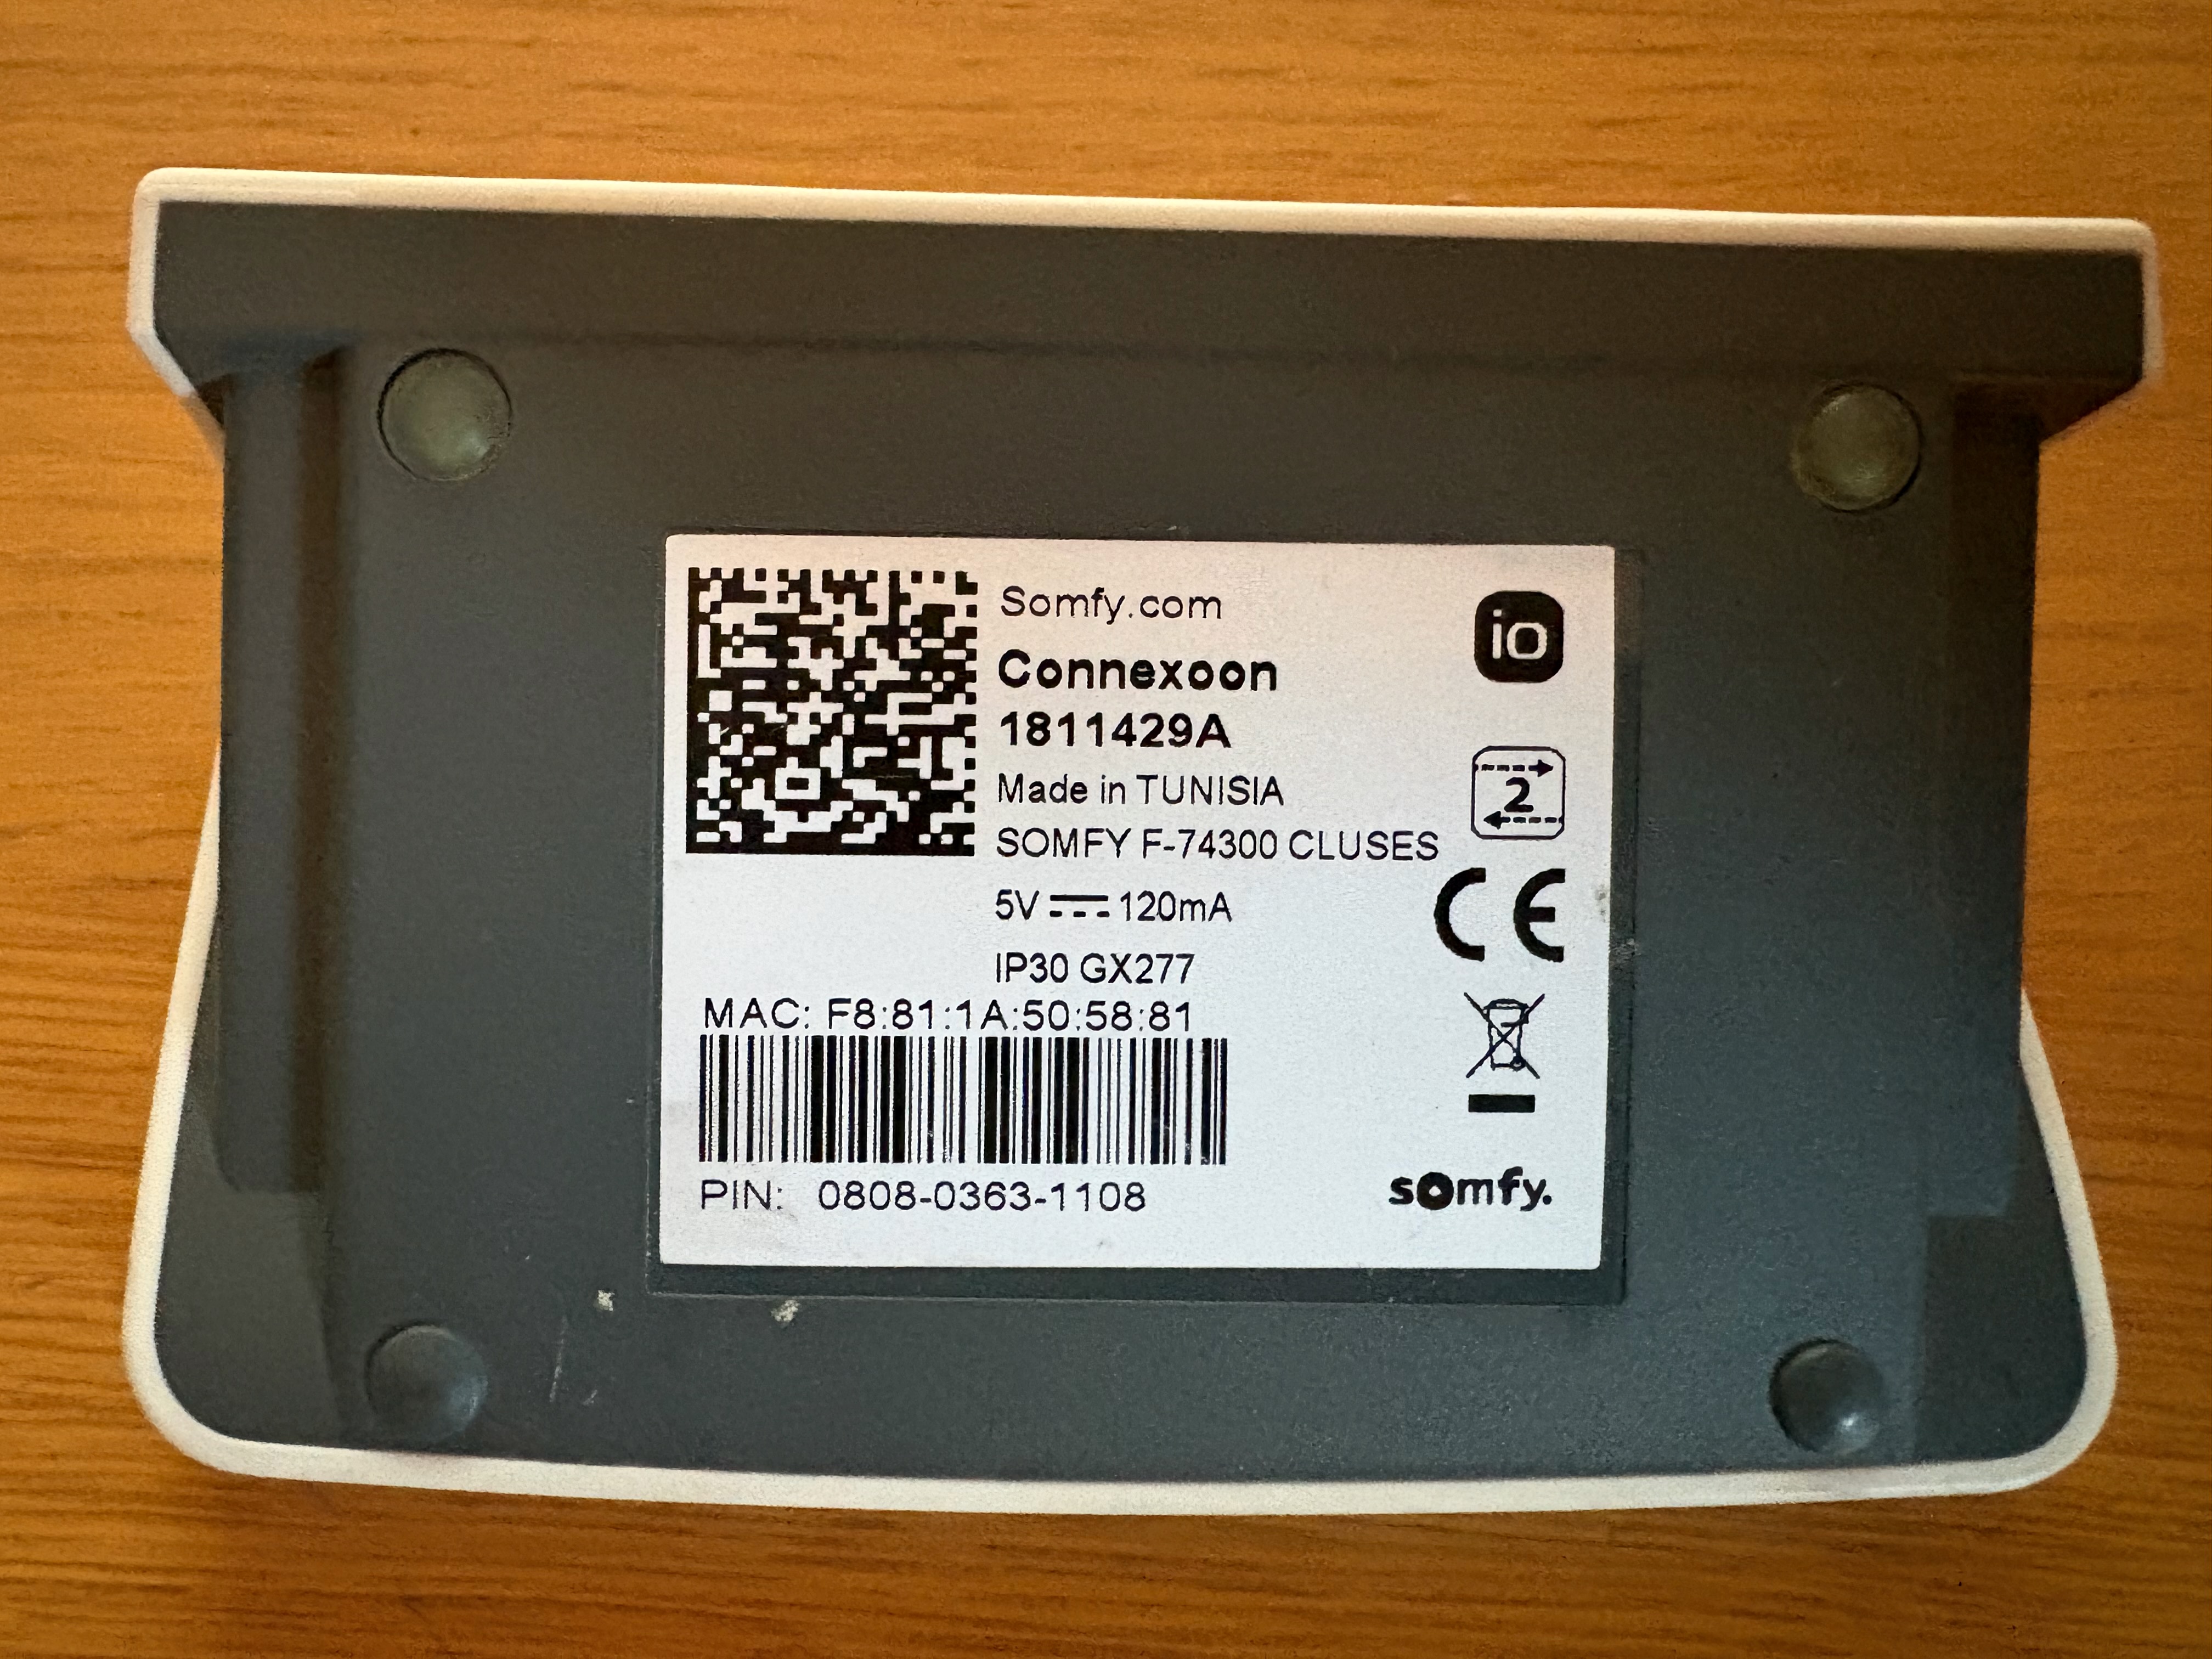 Somfy.com
io
Connexoon
1811429A
2
Made in TUNISIA
SOMFY F-74300 CLUSES
5V 120mA
CE
IP30 GX277
MAC: F8:81:1A:50:58:81
PIN: 0808-0363-1108
somfy.